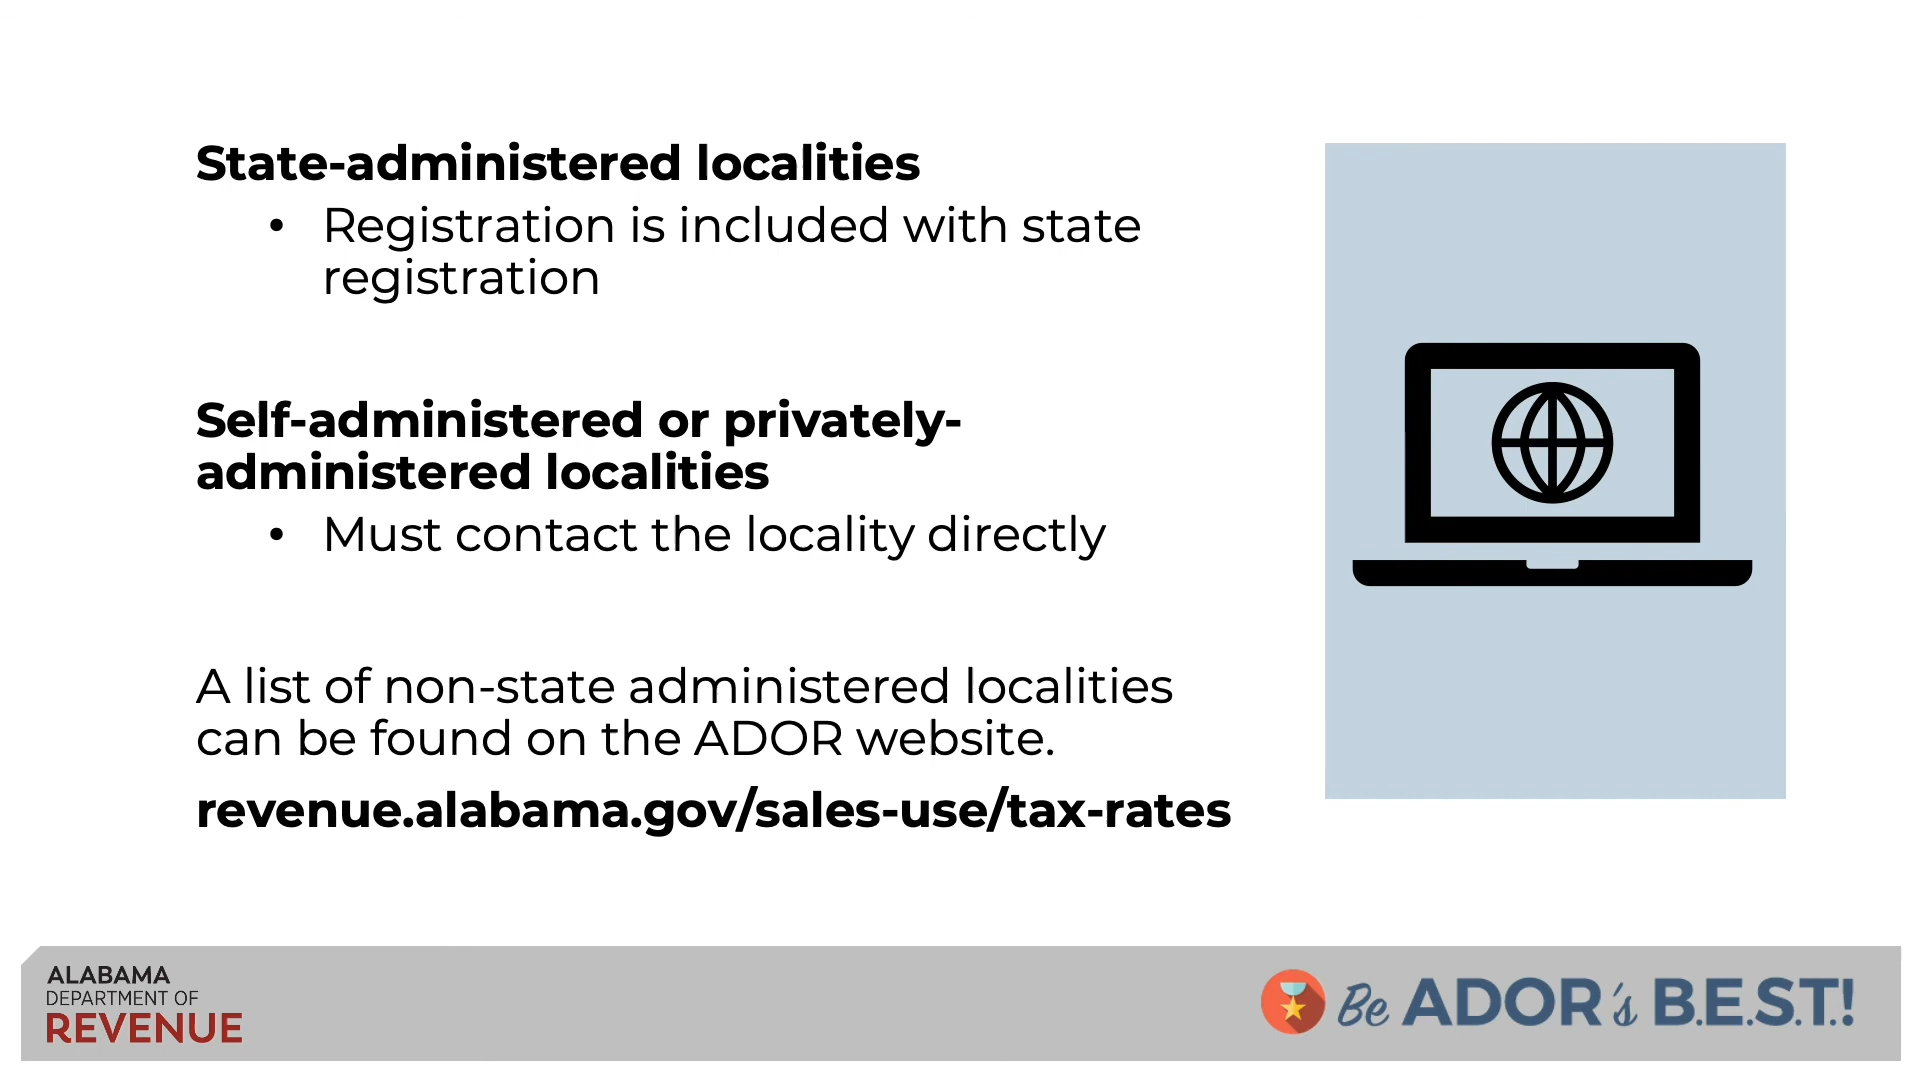 State-administered localities
• Registration is included with state
registration
Self-administered or privately-
administered localities
• Must contact the locality directly
A list of non-state administered localities
can be found on the ADOR website.
revenue.alabama.gov/sales-use/tax-rates
ALABAMA
DEPARTMENT OF
REVENUE
Be ADOR's B.E.S.T.!